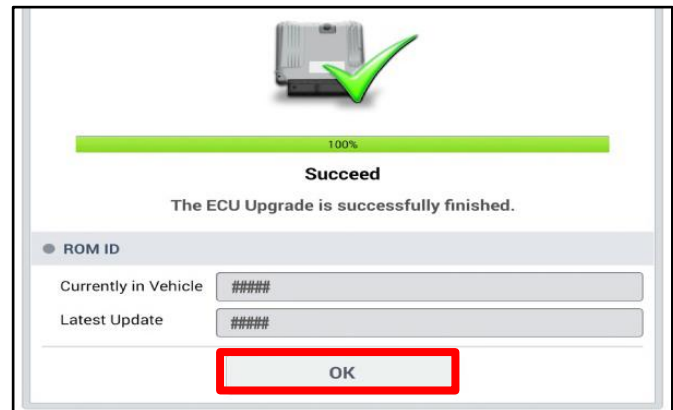 100%
Succeed
The ECU Upgrade is successfully finished.
ROM ID
Currently in Vehicle #####
Latest Update #####
OK